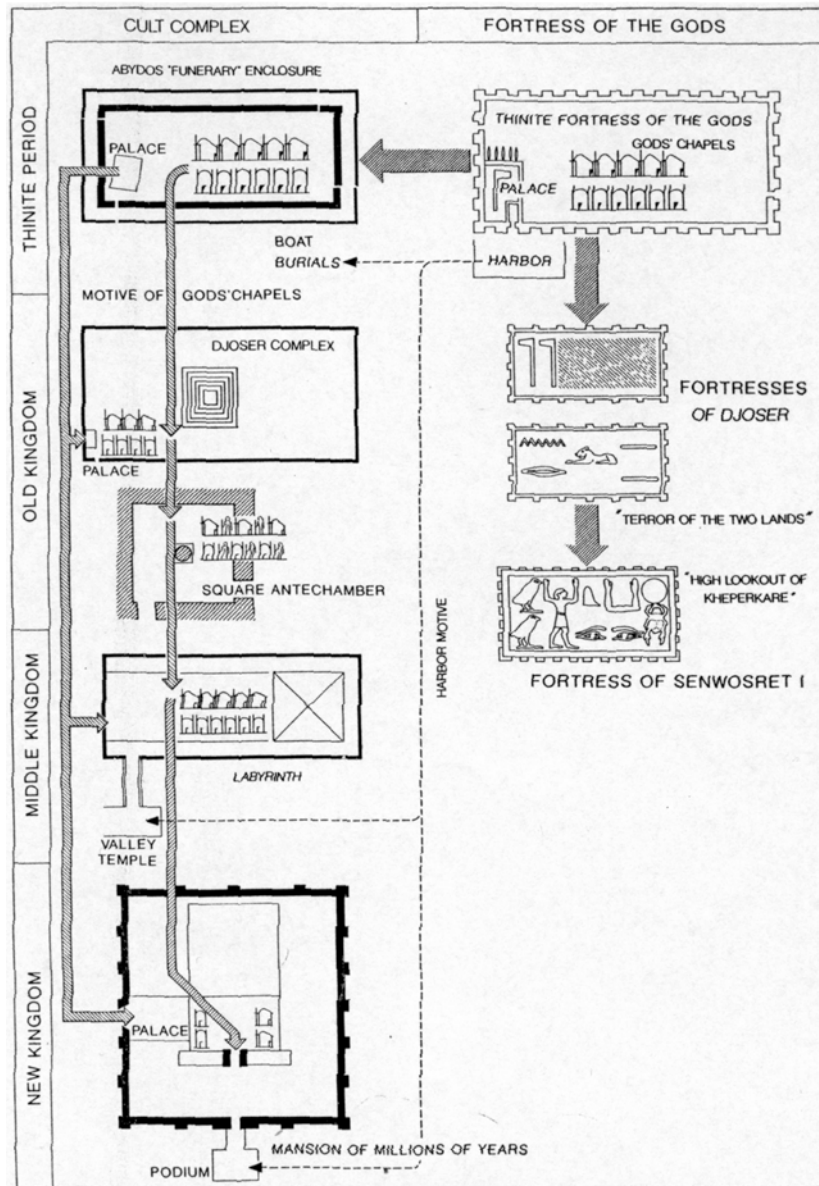 CULT COMPLEX
FORTRESS OF THE GODS
THINITE PERIOD
ABYDOS "FUNERARY" ENCLOSURE
PALACE
THINITE FORTRESS OF THE GODS
GODS' CHAPELS
PALACE
BOAT
BURIALS
HARBOR
MOTIVE OF GODS' CHAPELS
OLD KINGDOM
DJOSER COMPLEX
PALACE
FORTRESSES
OF DJOSER
SQUARE ANTECHAMBER
"TERROR OF THE TWO LANDS"
"HIGH LOOKOUT OF
KHEPERKARE"
FORTRESS OF SENWOSRET I
HARBOR MOTIVE
MIDDLE KINGDOM
LABYRINTH
VALLEY
TEMPLE
NEW KINGDOM
PALACE
MANSION OF MILLIONS OF YEARS
PODIUM